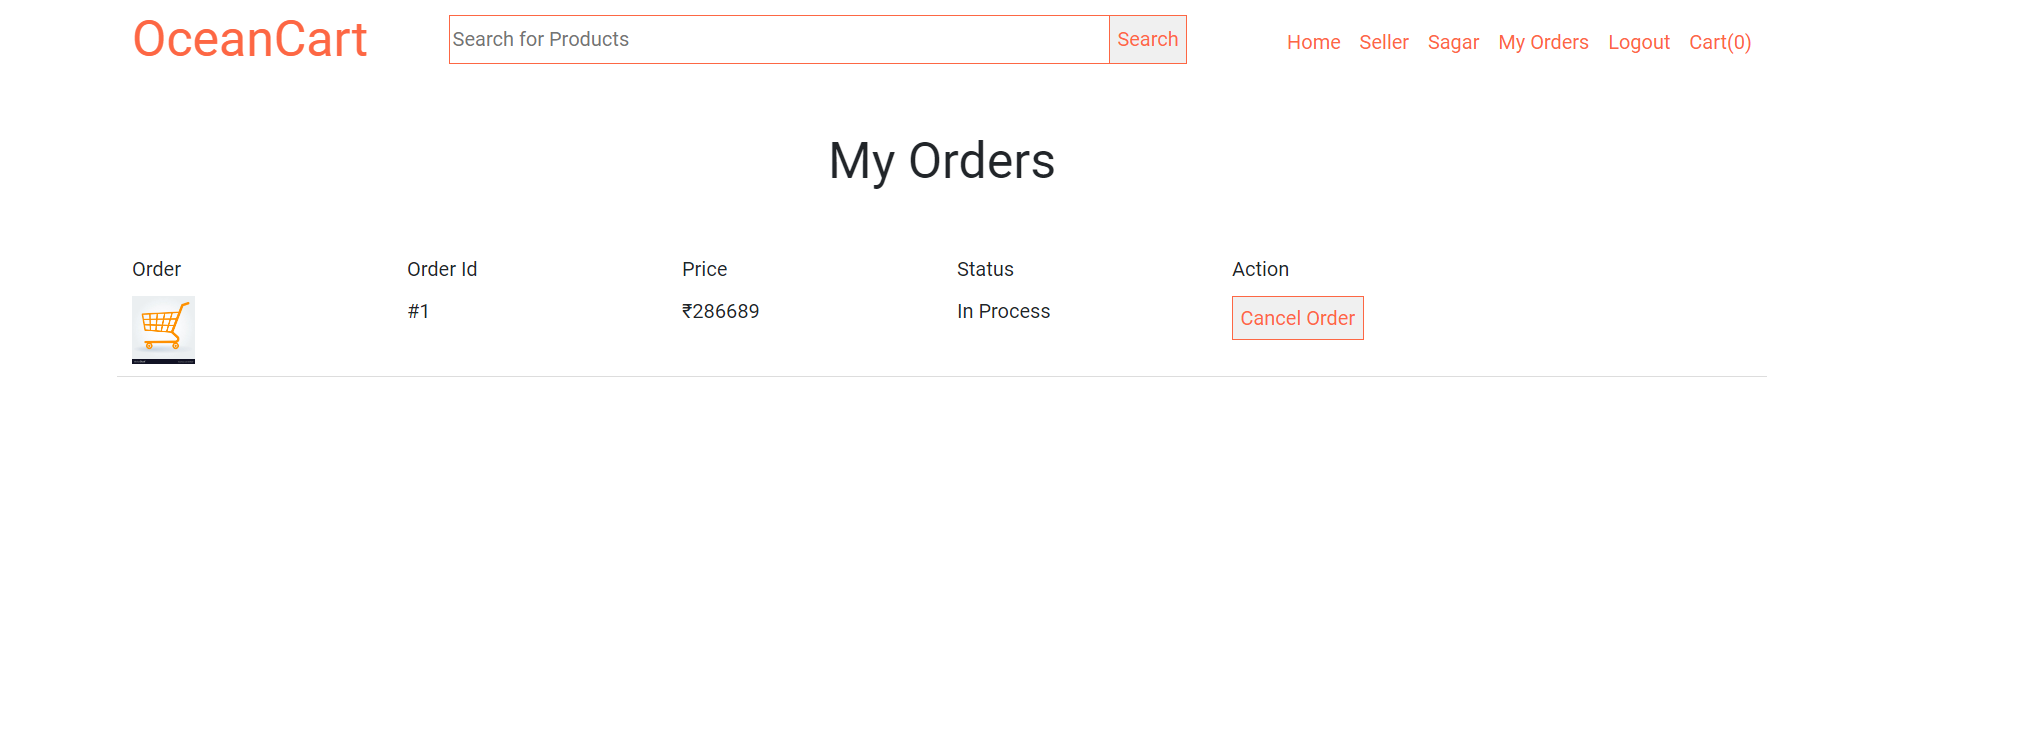 OceanCart
Search for Products
Search
Home Seller Sagar My Orders Logout Cart(0)
My Orders
Order Order Id Price Status Action
#1 ₹286689 In Process Cancel Order